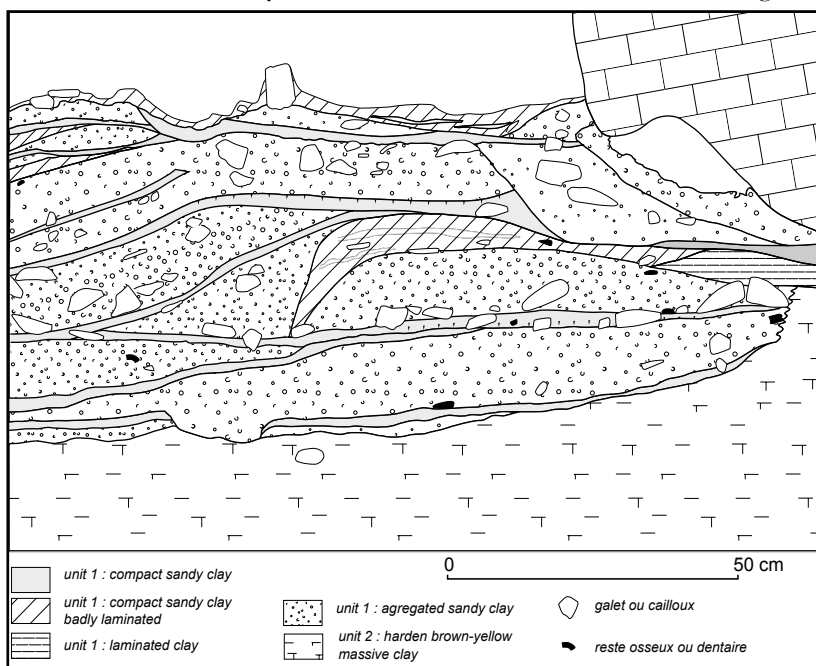 0 50 cm
unit 1 : compact sandy clay
unit 1 : compact sandy clay
badly laminated
unit 1 : laminated clay
unit 1 : agregated sandy clay
unit 2 : harden brown-yellow
massive clay
galet ou cailloux
reste osseux ou dentaire